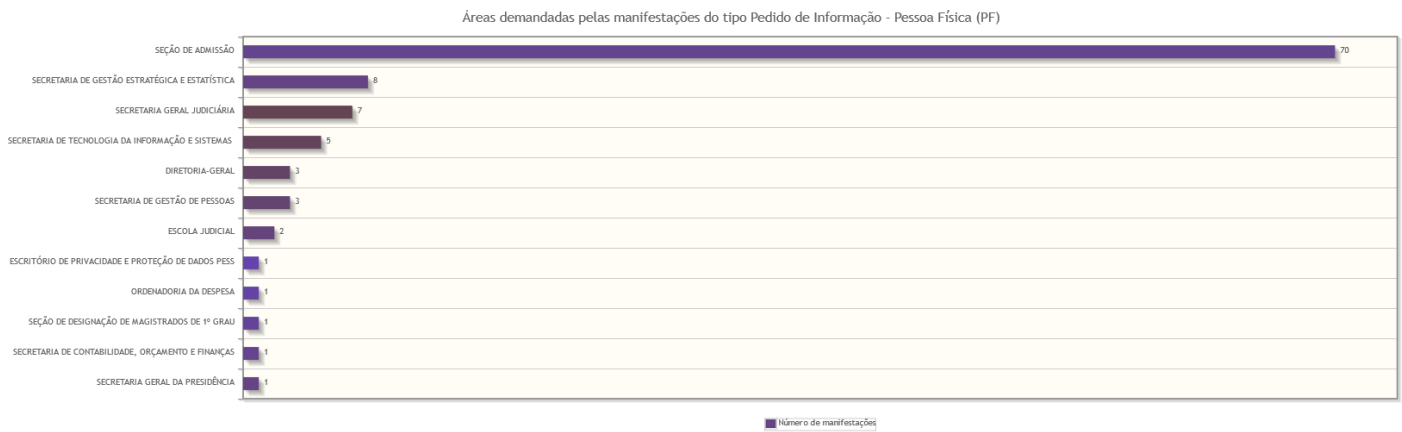 Áreas demandadas pelas manifestações do tipo Pedido de Informação - Pessoa Física (PF)
SEÇÃO DE ADMISSÃO 70
SECRETARIA DE GESTÃO ESTRATÉGICA E ESTATÍSTICA 8
SECRETARIA GERAL JUDICIÁRIA 7
SECRETARIA DE TECNOLOGIA DA INFORMAÇÃO E SISTEMAS 5
DIRETORIA-GERAL 3
SECRETARIA DE GESTÃO DE PESSOAS 3
ESCOLA JUDICIAL 2
ESCRITÓRIO DE PRIVACIDADE E PROTEÇÃO DE DADOS PESS 1
ORDENADORIA DA DESPESA 1
SEÇÃO DE DESIGNAÇÃO DE MAGISTRADOS DE 1º GRAU 1
SECRETARIA DE CONTABILIDADE, ORÇAMENTO E FINANÇAS 1
SECRETARIA GERAL DA PRESIDÊNCIA 1
Número de manifestações